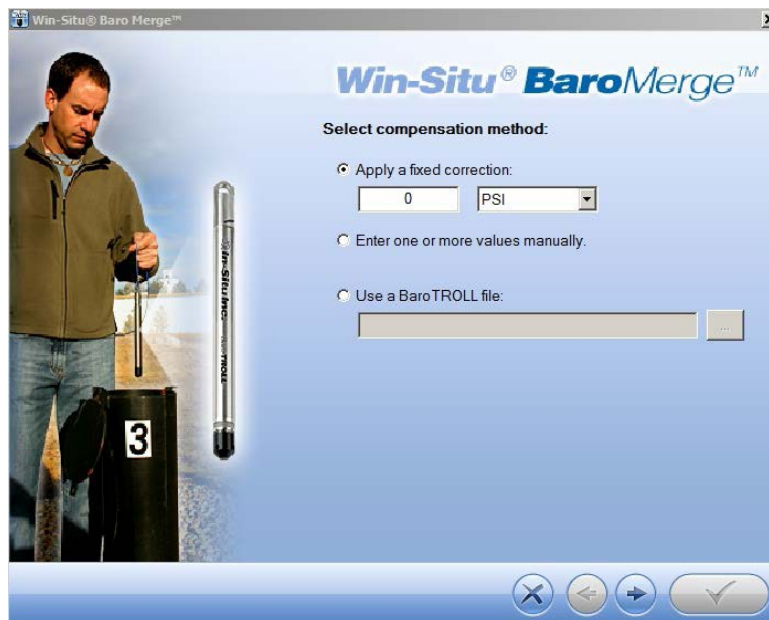 Win-Situ® Baro Merge™
Win-Situ® BaroMerge™
Select compensation method:
Apply a fixed correction:
0 PSI
Enter one or more values manually.
Use a BaroTROLL file:
...
In-Situ Inc.
TROLL
3